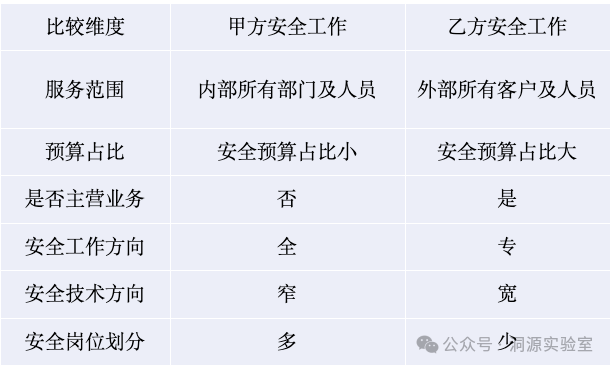 比较维度 甲方安全工作 乙方安全工作
服务范围 内部所有部门及人员 外部所有客户及人员
预算占比 安全预算占比小 安全预算占比大
是否主营业务 否 是
安全工作方向 全 专
安全技术方向 窄 宽
安全岗位划分 多 少
公众号·洞源实验室